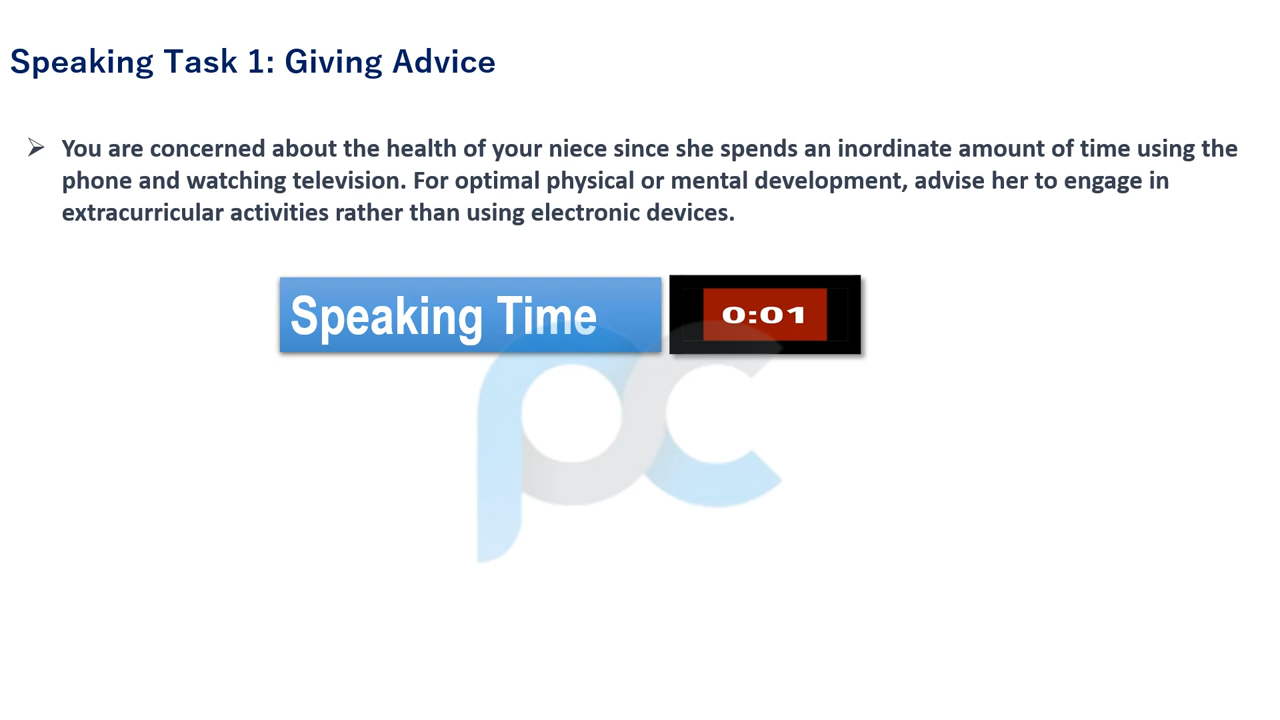 Speaking Task 1: Giving Advice
➢ You are concerned about the health of your niece since she spends an inordinate amount of time using the
phone and watching television. For optimal physical or mental development, advise her to engage in
extracurricular activities rather than using electronic devices.
Speaking Time 0:01
pc